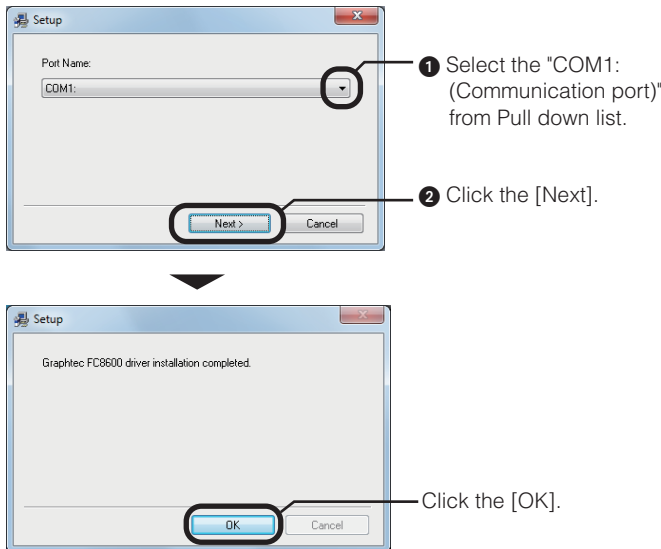 Setup
Port Name:
COM1:
❶ Select the "COM1:
(Communication port)"
from Pull down list.
❷ Click the [Next].
Next >
Cancel
Setup
Graphtec FC8600 driver installation completed.
Click the [OK].
OK
Cancel